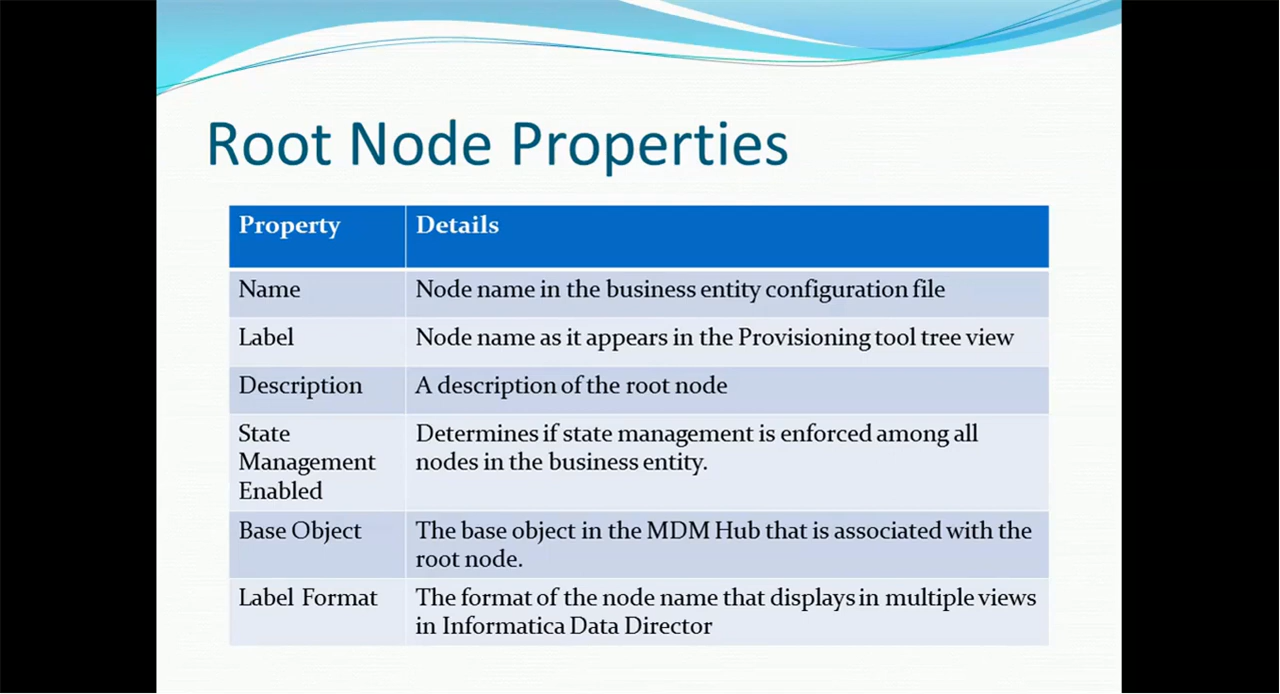 Root Node Properties
Property Details
Name Node name in the business entity configuration file
Label Node name as it appears in the Provisioning tool tree view
Description A description of the root node
State Management Enabled
Determines if state management is enforced among all
nodes in the business entity.
Base Object The base object in the MDM Hub that is associated with the
root node.
Label Format The format of the node name that displays in multiple views
in Informatica Data Director